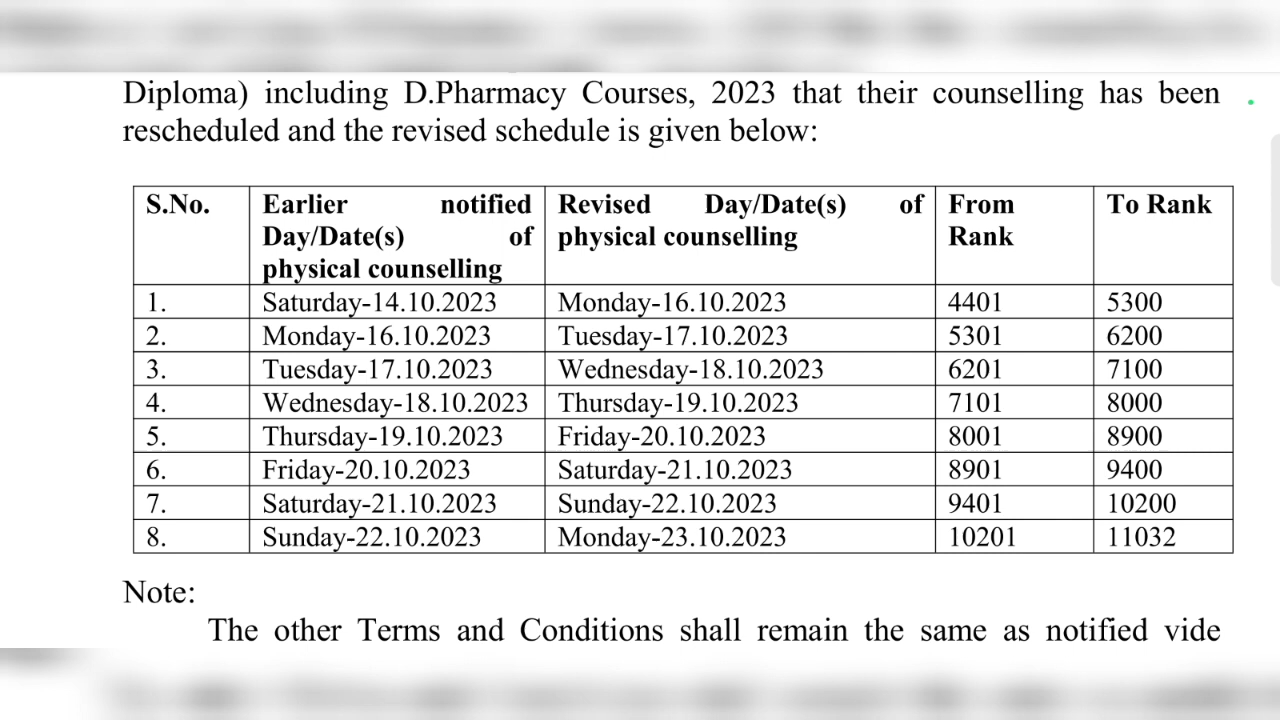 Diploma) including D.Pharmacy Courses, 2023 that their counselling has been
rescheduled and the revised schedule is given below:
S.No. Earlier notified Day/Date(s) of physical counselling Revised Day/Date(s) of physical counselling From Rank To Rank
1. Saturday-14.10.2023 Monday-16.10.2023 4401 5300
2. Monday-16.10.2023 Tuesday-17.10.2023 5301 6200
3. Tuesday-17.10.2023 Wednesday-18.10.2023 6201 7100
4. Wednesday-18.10.2023 Thursday-19.10.2023 7101 8000
5. Thursday-19.10.2023 Friday-20.10.2023 8001 8900
6. Friday-20.10.2023 Saturday-21.10.2023 8901 9400
7. Saturday-21.10.2023 Sunday-22.10.2023 9401 10200
8. Sunday-22.10.2023 Monday-23.10.2023 10201 11032
Note:
The other Terms and Conditions shall remain the same as notified vide